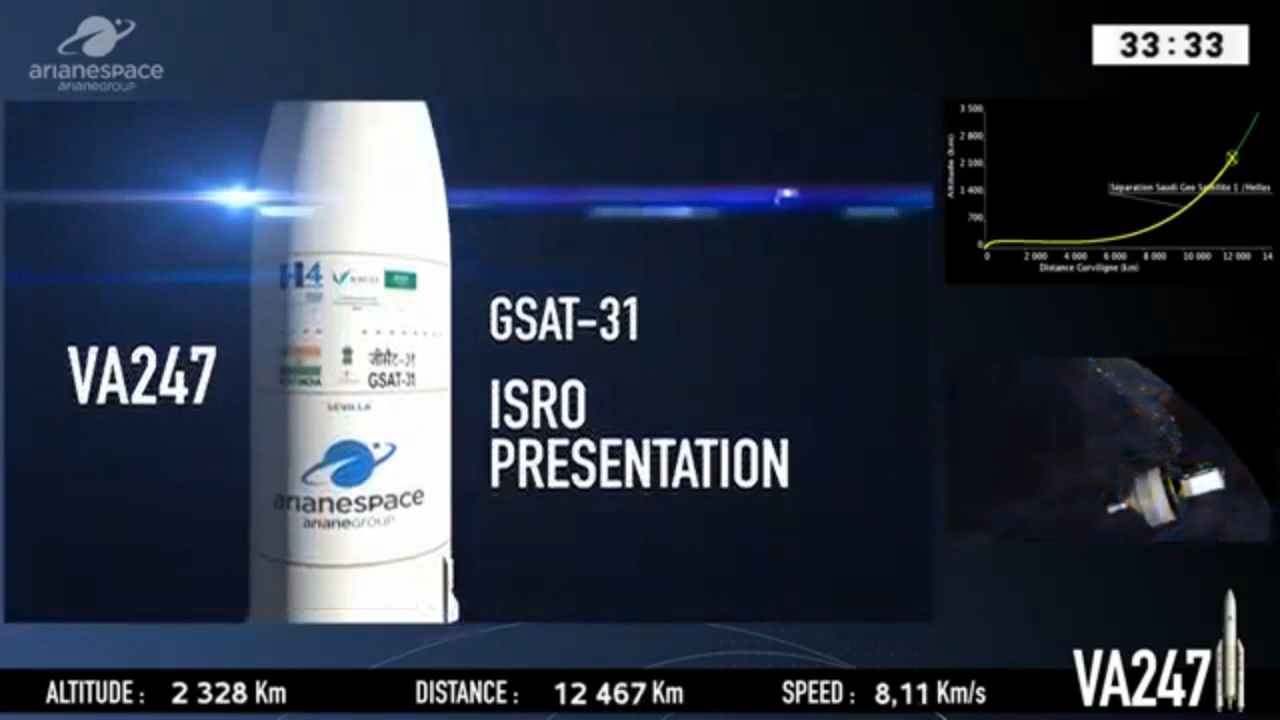 arianespace
arianegroup
33:33
3 500
2 800
2 100
1 400
700
0
Altitude (km)
Séparation Saudi Geo Satellite 1 /Hellas
0
2 000
4 000
6 000
8 000
10 000
12 000
14
Distance Curviligne (km)
VA247
H4
जीसैट-31
GSAT-31
SEVILLA
arianespace
arianegroup
GSAT-31
ISRO
PRESENTATION
VA247
ALTITUDE : 2 328 Km
DISTANCE : 12 467 Km
SPEED : 8,11 Km/s